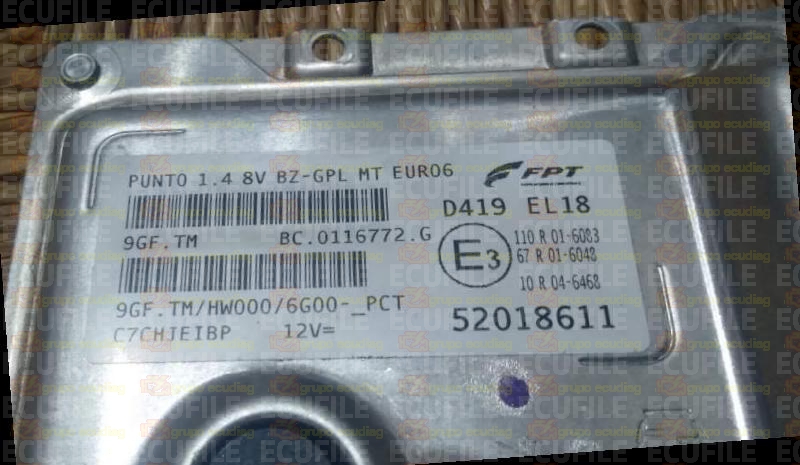 PUNTO 1.4 8V BZ-GPL MT EURO6
FPT
D419 EL18
9GF.TM BC.0116772.G
E3
110 R 01-6083
67 R 01-6048
10 R 04-6468
9GF.TM/HW000/6G00-_PCT
C7CHJEIBP 12V=
52018611
ECUFILE
grupo ecuding